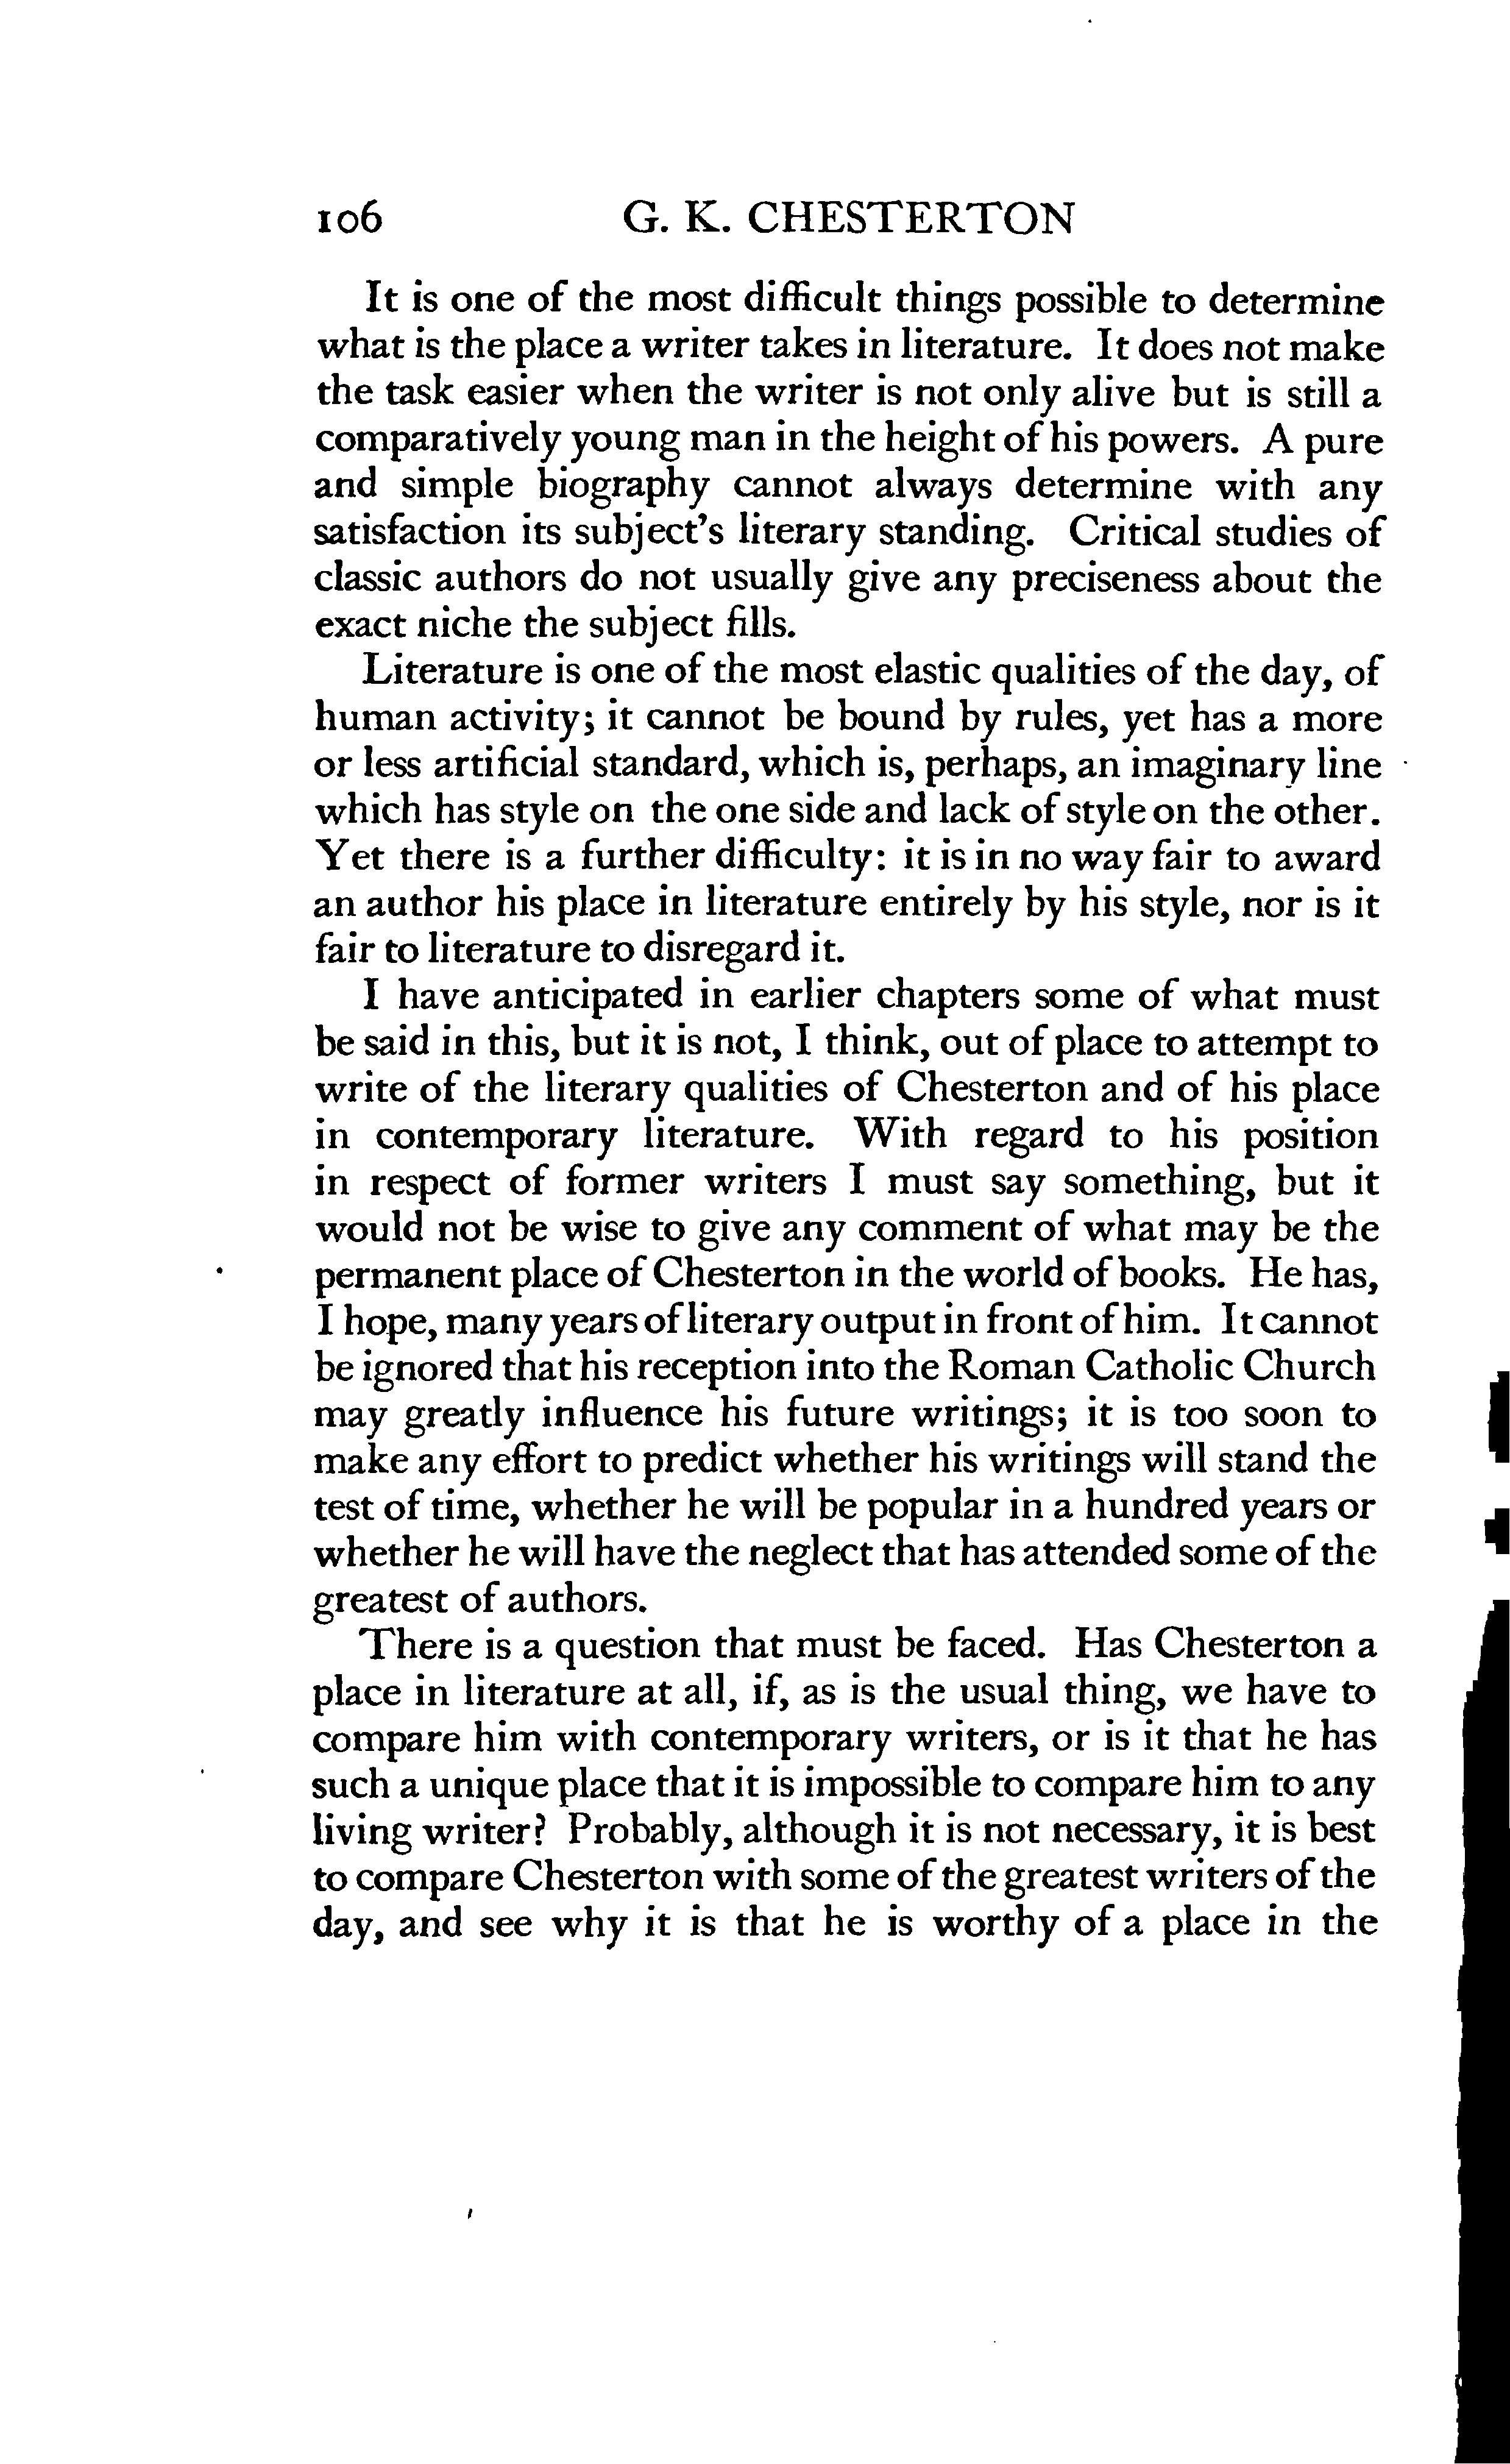 106 G. K. CHESTERTON
It is one of the most difficult things possible to determine
what is the place a writer takes in literature. It does not make
the task easier when the writer is not only alive but is still a
comparatively young man in the height of his powers. A pure
and simple biography cannot always determine with any
satisfaction its subject's literary standing. Critical studies of
classic authors do not usually give any preciseness about the
exact niche the subject fills.
Literature is one of the most elastic qualities of the day, of
human activity; it cannot be bound by rules, yet has a more
or less artificial standard, which is, perhaps, an imaginary line
which has style on the one side and lack of style on the other.
Yet there is a further difficulty: it is in no way fair to award
an author his place in literature entirely by his style, nor is it
fair to literature to disregard it.
I have anticipated in earlier chapters some of what must
be said in this, but it is not, I think, out of place to attempt to
write of the literary qualities of Chesterton and of his place
in contemporary literature. With regard to his position
in respect of former writers I must say something, but it
would not be wise to give any comment of what may be the
permanent place of Chesterton in the world of books. He has,
I hope, many years of literary output in front of him. It cannot
be ignored that his reception into the Roman Catholic Church
may greatly influence his future writings; it is too soon to
make any effort to predict whether his writings will stand the
test of time, whether he will be popular in a hundred years or
whether he will have the neglect that has attended some of the
greatest of authors.
There is a question that must be faced. Has Chesterton a
place in literature at all, if, as is the usual thing, we have to
compare him with contemporary writers, or is it that he has
such a unique place that it is impossible to compare him to any
living writer? Probably, although it is not necessary, it is best
to compare Chesterton with some of the greatest writers of the
day, and see why it is that he is worthy of a place in the